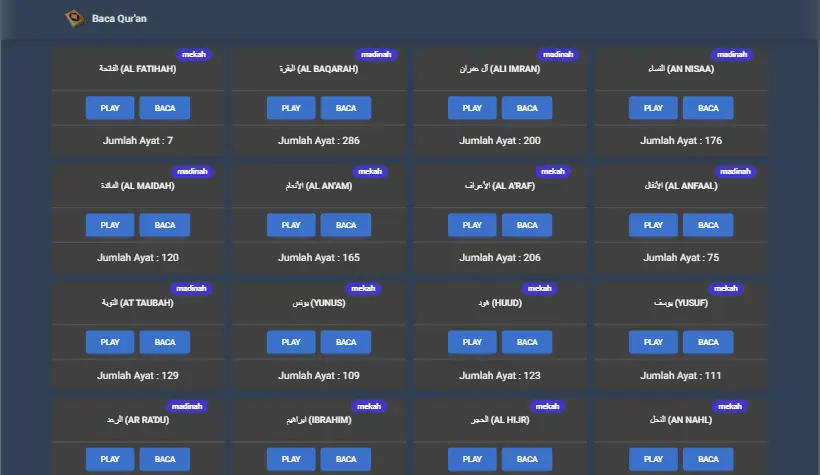 Baca Qur'an
mekah
الفاتحة (AL FATIHAH)
PLAY BACA
Jumlah Ayat : 7
madinah
البقرة (AL BAQARAH)
PLAY BACA
Jumlah Ayat : 286
madinah
آل عمران (ALI IMRAN)
PLAY BACA
Jumlah Ayat : 200
madinah
النساء (AN NISAA)
PLAY BACA
Jumlah Ayat : 176
madinah
المائدة (AL MAIDAH)
PLAY BACA
Jumlah Ayat : 120
mekah
الأنعام (AL AN'AM)
PLAY BACA
Jumlah Ayat : 165
mekah
الأعراف (AL A'RAF)
PLAY BACA
Jumlah Ayat : 206
madinah
الأنفال (AL ANFAAL)
PLAY BACA
Jumlah Ayat : 75
madinah
التوبة (AT TAUBAH)
PLAY BACA
Jumlah Ayat : 129
mekah
يونس (YUNUS)
PLAY BACA
Jumlah Ayat : 109
mekah
هود (HUUD)
PLAY BACA
Jumlah Ayat : 123
mekah
يوسف (YUSUF)
PLAY BACA
Jumlah Ayat : 111
madinah
الرعد (AR RA'DU)
PLAY BACA
mekah
ابراهيم (IBRAHIM)
PLAY BACA
mekah
الحجر (AL HIJR)
PLAY BACA
mekah
النحل (AN NAHL)
PLAY BACA